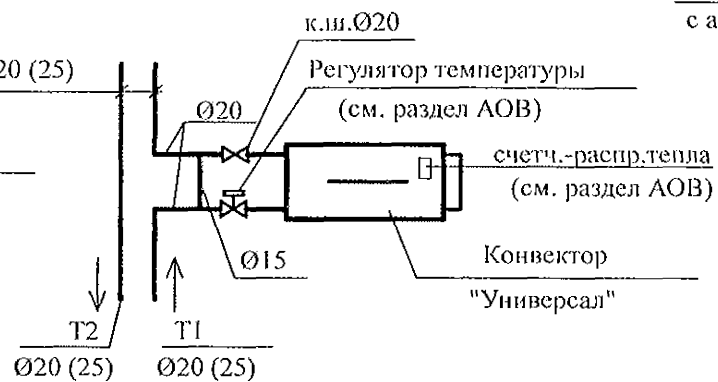 к.ш.Ø20
с а
20 (25)
Регулятор температуры
(см. раздел АОВ)
Ø20
счетч.-распр.тепла
(см. раздел АОВ)
Ø15
Конвектор
"Универсал"
Т2
Т1
Ø20 (25)
Ø20 (25)